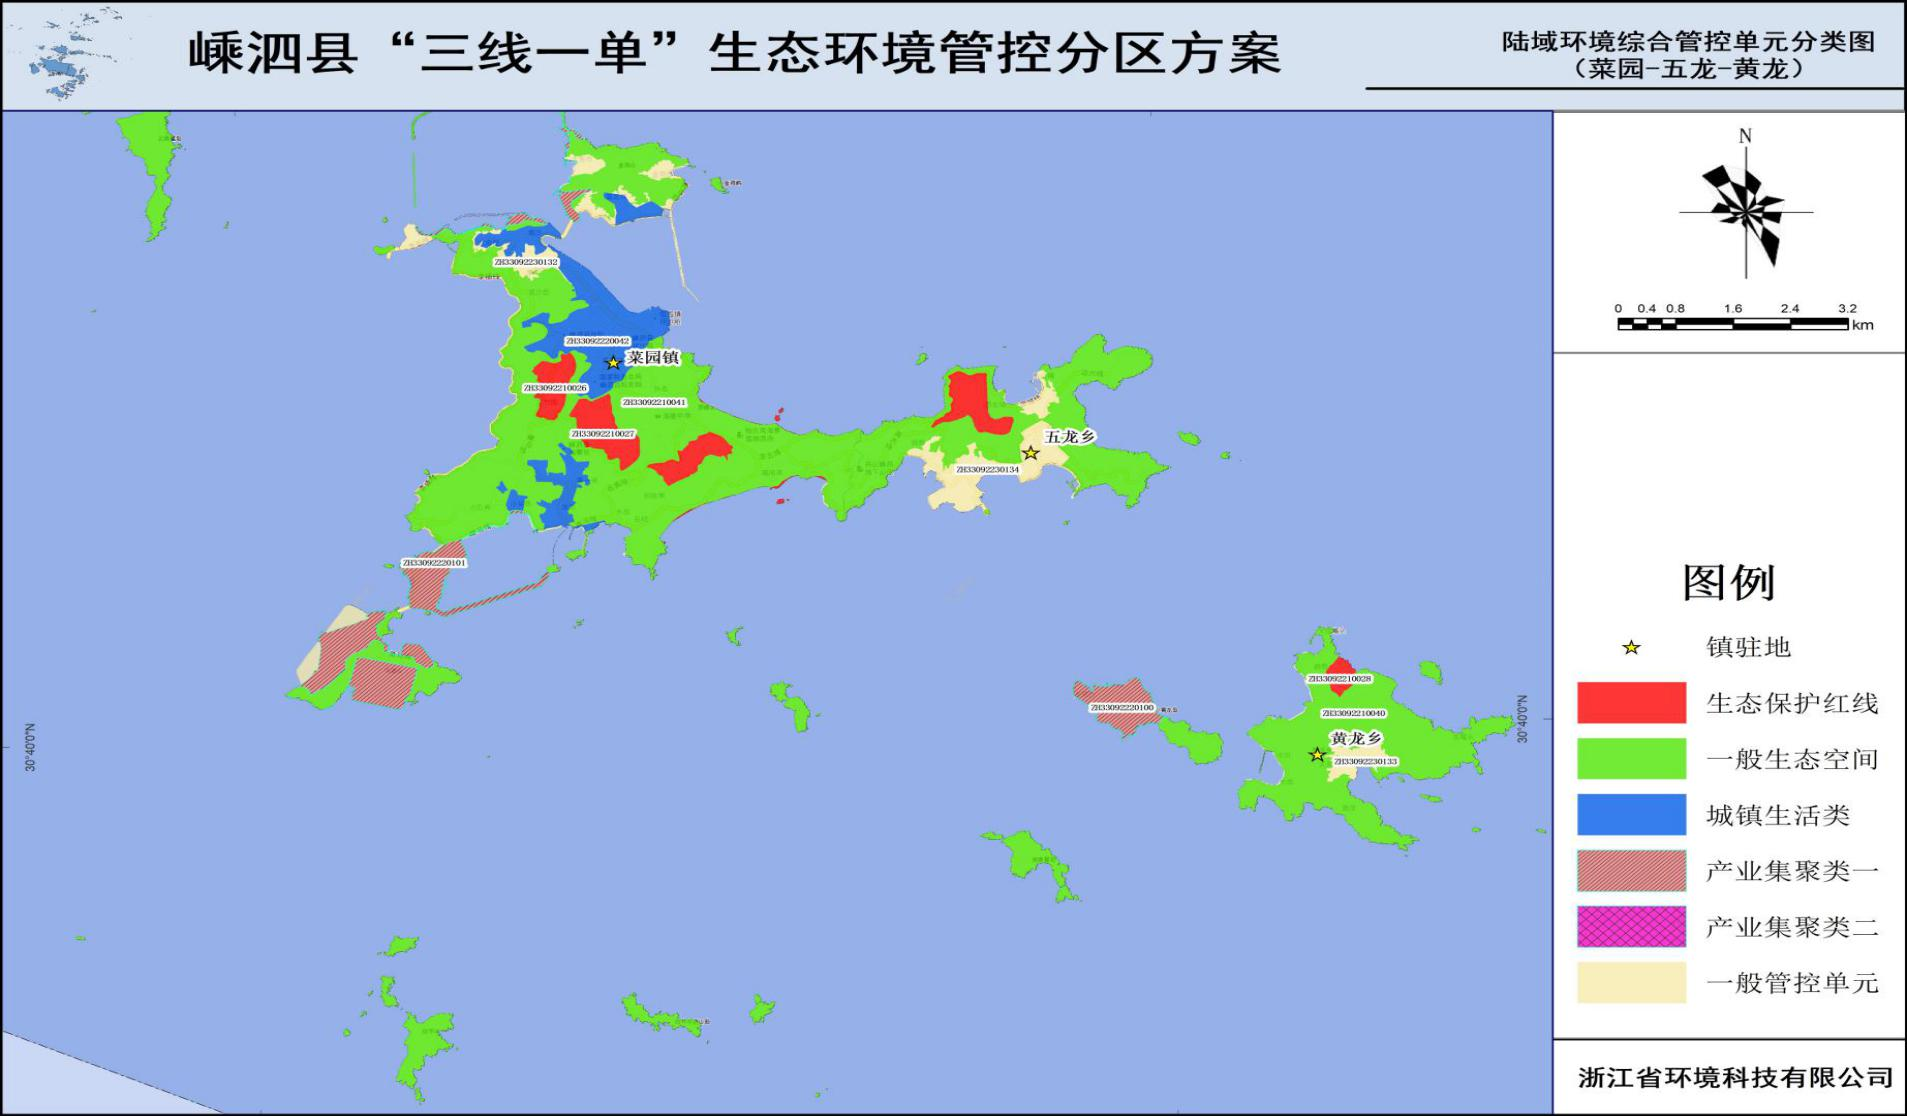 嵊泗县“三线一单”生态环境管控分区方案
陆域环境综合管控单元分类图
（菜园-五龙-黄龙）
N
0 0.4 0.8 1.6 2.4 3.2
km
ZH33092230132
ZH33092220042
菜园镇
ZH33092210026
ZH33092210041
ZH33092210027
五龙乡
ZH33092230134
ZH33092220101
ZH33092210028
ZH33092220100
ZH33092210040
黄龙乡
ZH33092230133
30°40'0"N
30°40'0"N
图例
镇驻地
生态保护红线
一般生态空间
城镇生活类
产业集聚类一
产业集聚类二
一般管控单元
浙江省环境科技有限公司